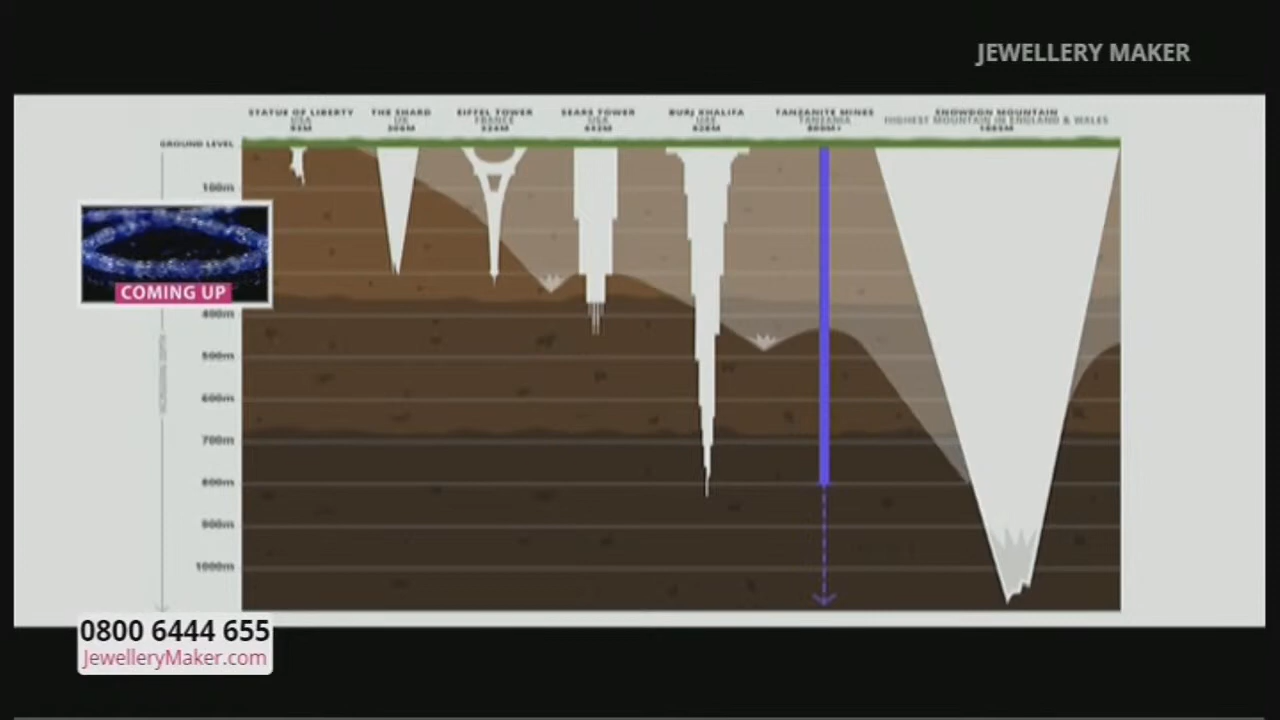 JEWELLERY MAKER
STATUE OF LIBERTY
USA
93M
THE SHARD
UK
306M
EIFFEL TOWER
FRANCE
324M
SEARS TOWER
USA
442M
BURJ KHALIFA
UAE
828M
TANZANITE MINES
TANZANIA
800M+
SNOWDON MOUNTAIN
HIGHEST MOUNTAIN IN ENGLAND & WALES
1085M
GROUND LEVEL
100m
COMING UP
400m
500m
600m
700m
800m
900m
1000m
0800 6444 655
JewelleryMaker.com